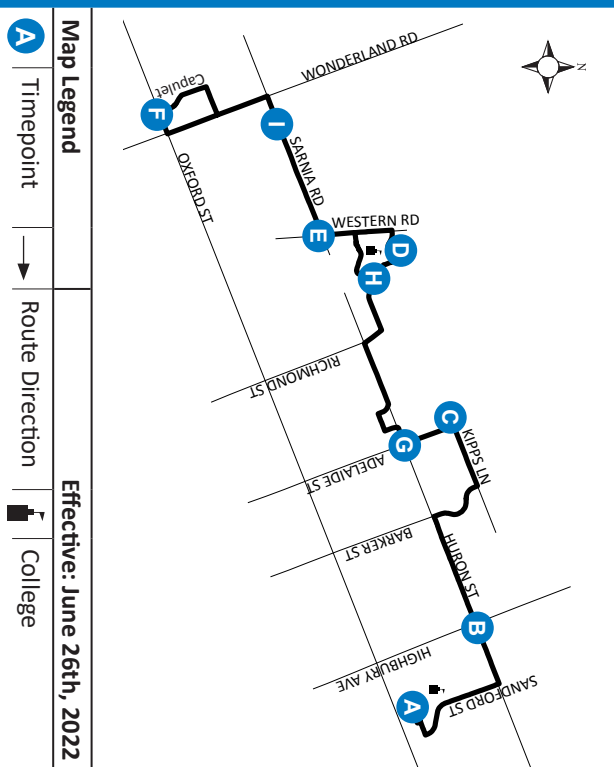 N
WONDERLAND RD
Capulet
F
I
OXFORD ST
SARNIA RD
WESTERN RD
E
D
H
RICHMOND ST
C
G
KIPPS LN
ADELAIDE ST
BARKER ST
HURON ST
B
HIGHBURY AVE
SANDFORD ST
A
Map Legend
Effective: June 26th, 2022
A
Timepoint
Route Direction
College